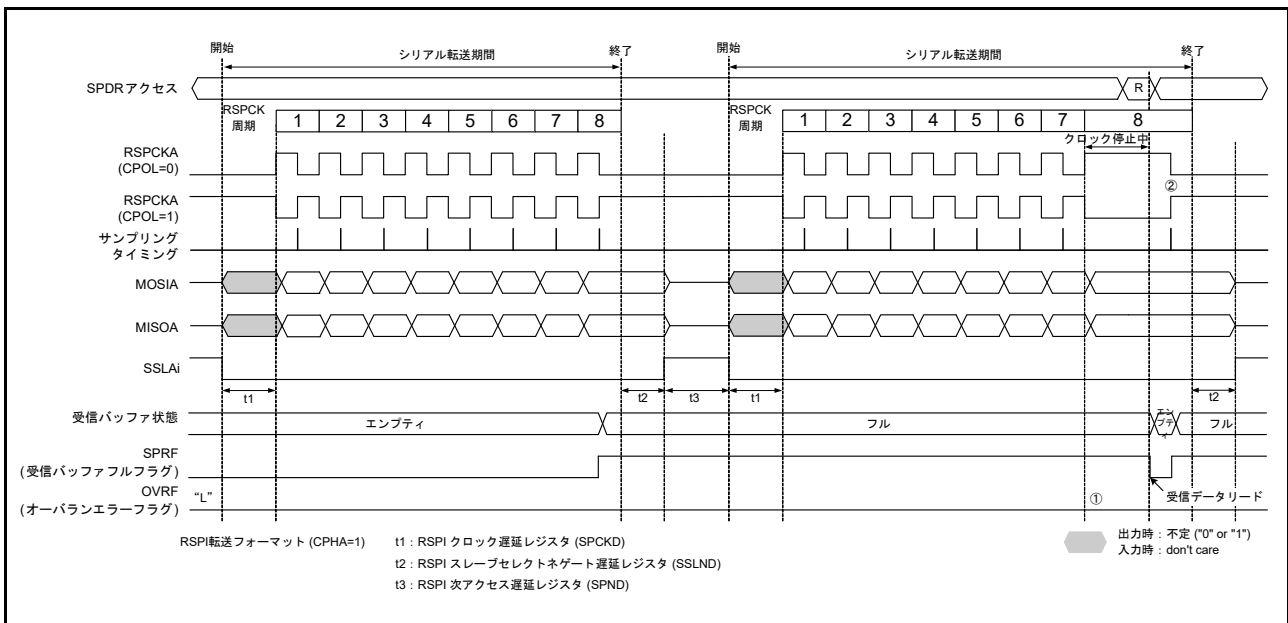 開始 シリアル転送期間 終了 開始 シリアル転送期間 終了
SPDRアクセス R
RSPCK
周期
1 2 3 4 5 6 7 8
RSPCK
周期
1 2 3 4 5 6 7 8
クロック停止中
RSPCKA
(CPOL=0)
②
RSPCKA
(CPOL=1)
サンプリング
タイミング
MOSIA
MISOA
SSLAi
t1 t2 t3 t1 t2
受信バッファ状態 エンプティ フル エンプティ フル
SPRF
(受信バッファフルフラグ)
受信データリード
OVRF
(オーバランエラーフラグ)
“L” ①
RSPI転送フォーマット (CPHA=1)
t1 : RSPI クロック遅延レジスタ (SPCKD)
t2 : RSPI スレーブセレクトネゲート遅延レジスタ (SSLND)
t3 : RSPI 次アクセス遅延レジスタ (SPND)
出力時 : 不定 ("0" or "1")
入力時 : don't care